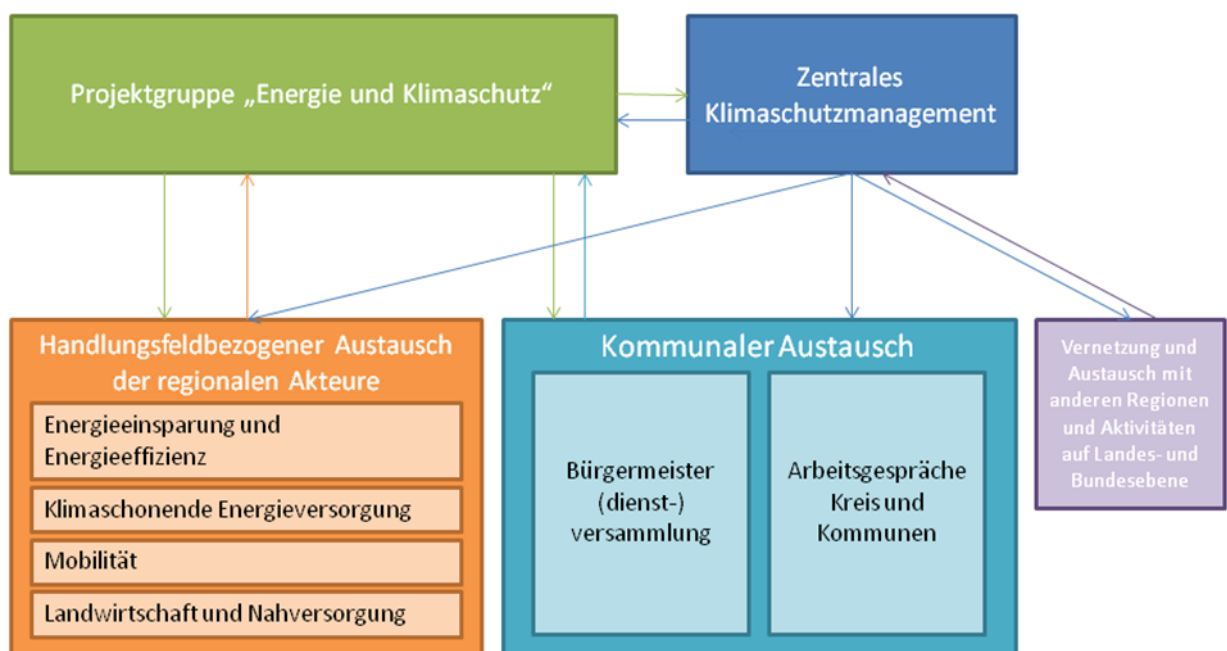 Projektgruppe „Energie und Klimaschutz“
Zentrales
Klimaschutzmanagement
Handlungsfeldbezogener Austausch
der regionalen Akteure
Energieeinsparung und
Energieeffizienz
Klimaschonende Energieversorgung
Mobilität
Landwirtschaft und Nahversorgung
Kommunaler Austausch
Bürgermeister
(dienst-)
versammlung
Arbeitsgespräche
Kreis und
Kommunen
Vernetzung und
Austausch mit
anderen Regionen
und Aktivitäten
auf Landes- und
Bundesebene